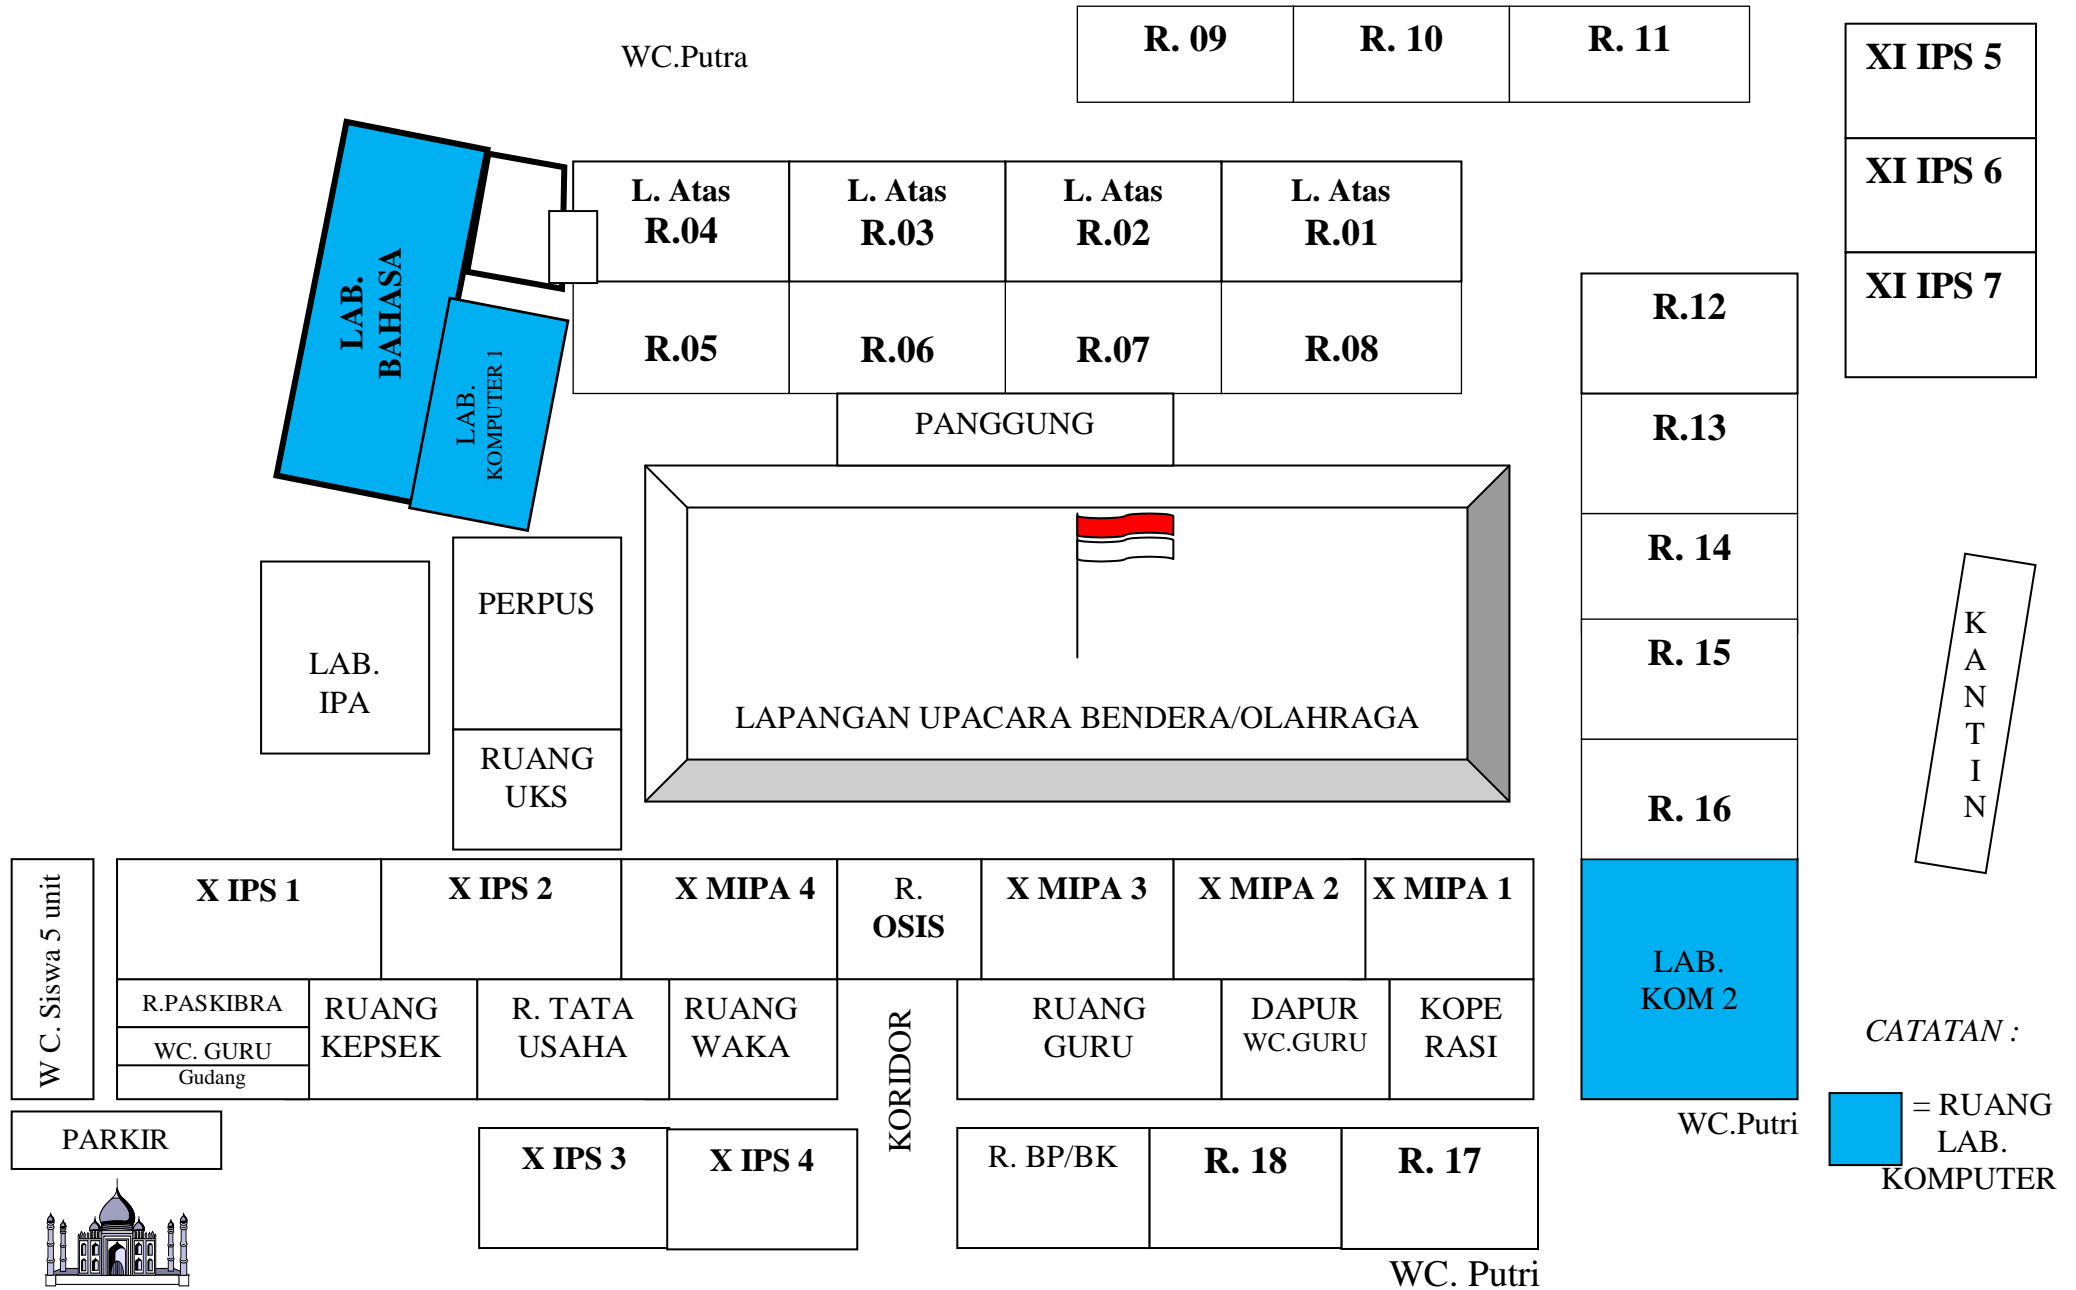 WC.Putra
R. 09
R. 10
R. 11
XI IPS 5
XI IPS 6
XI IPS 7
LAB.
BAHASA
LAB.
KOMPUTER 1
L. Atas
R.04
L. Atas
R.03
L. Atas
R.02
L. Atas
R.01
R.05
R.06
R.07
R.08
PANGGUNG
R.12
R.13
R. 14
R. 15
R. 16
LAB.
KOM 2
WC.Putri
K
A
N
T
I
N
LAB.
IPA
PERPUS
RUANG
UKS
LAPANGAN UPACARA BENDERA/OLAHRAGA
W C. Siswa 5 unit
X IPS 1
X IPS 2
X MIPA 4
R.
OSIS
X MIPA 3
X MIPA 2
X MIPA 1
R.PASKIBRA
WC. GURU
Gudang
RUANG
KEPSEK
R. TATA
USAHA
RUANG
WAKA
KORIDOR
RUANG
GURU
DAPUR
WC.GURU
KOPE
RASI
PARKIR
X IPS 3
X IPS 4
R. BP/BK
R. 18
R. 17
WC. Putri
CATATAN :
= RUANG
LAB.
KOMPUTER